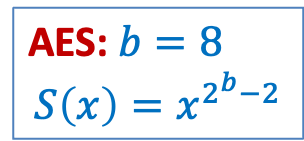 AES: b = 8
S(x) = x^{2^b-2}